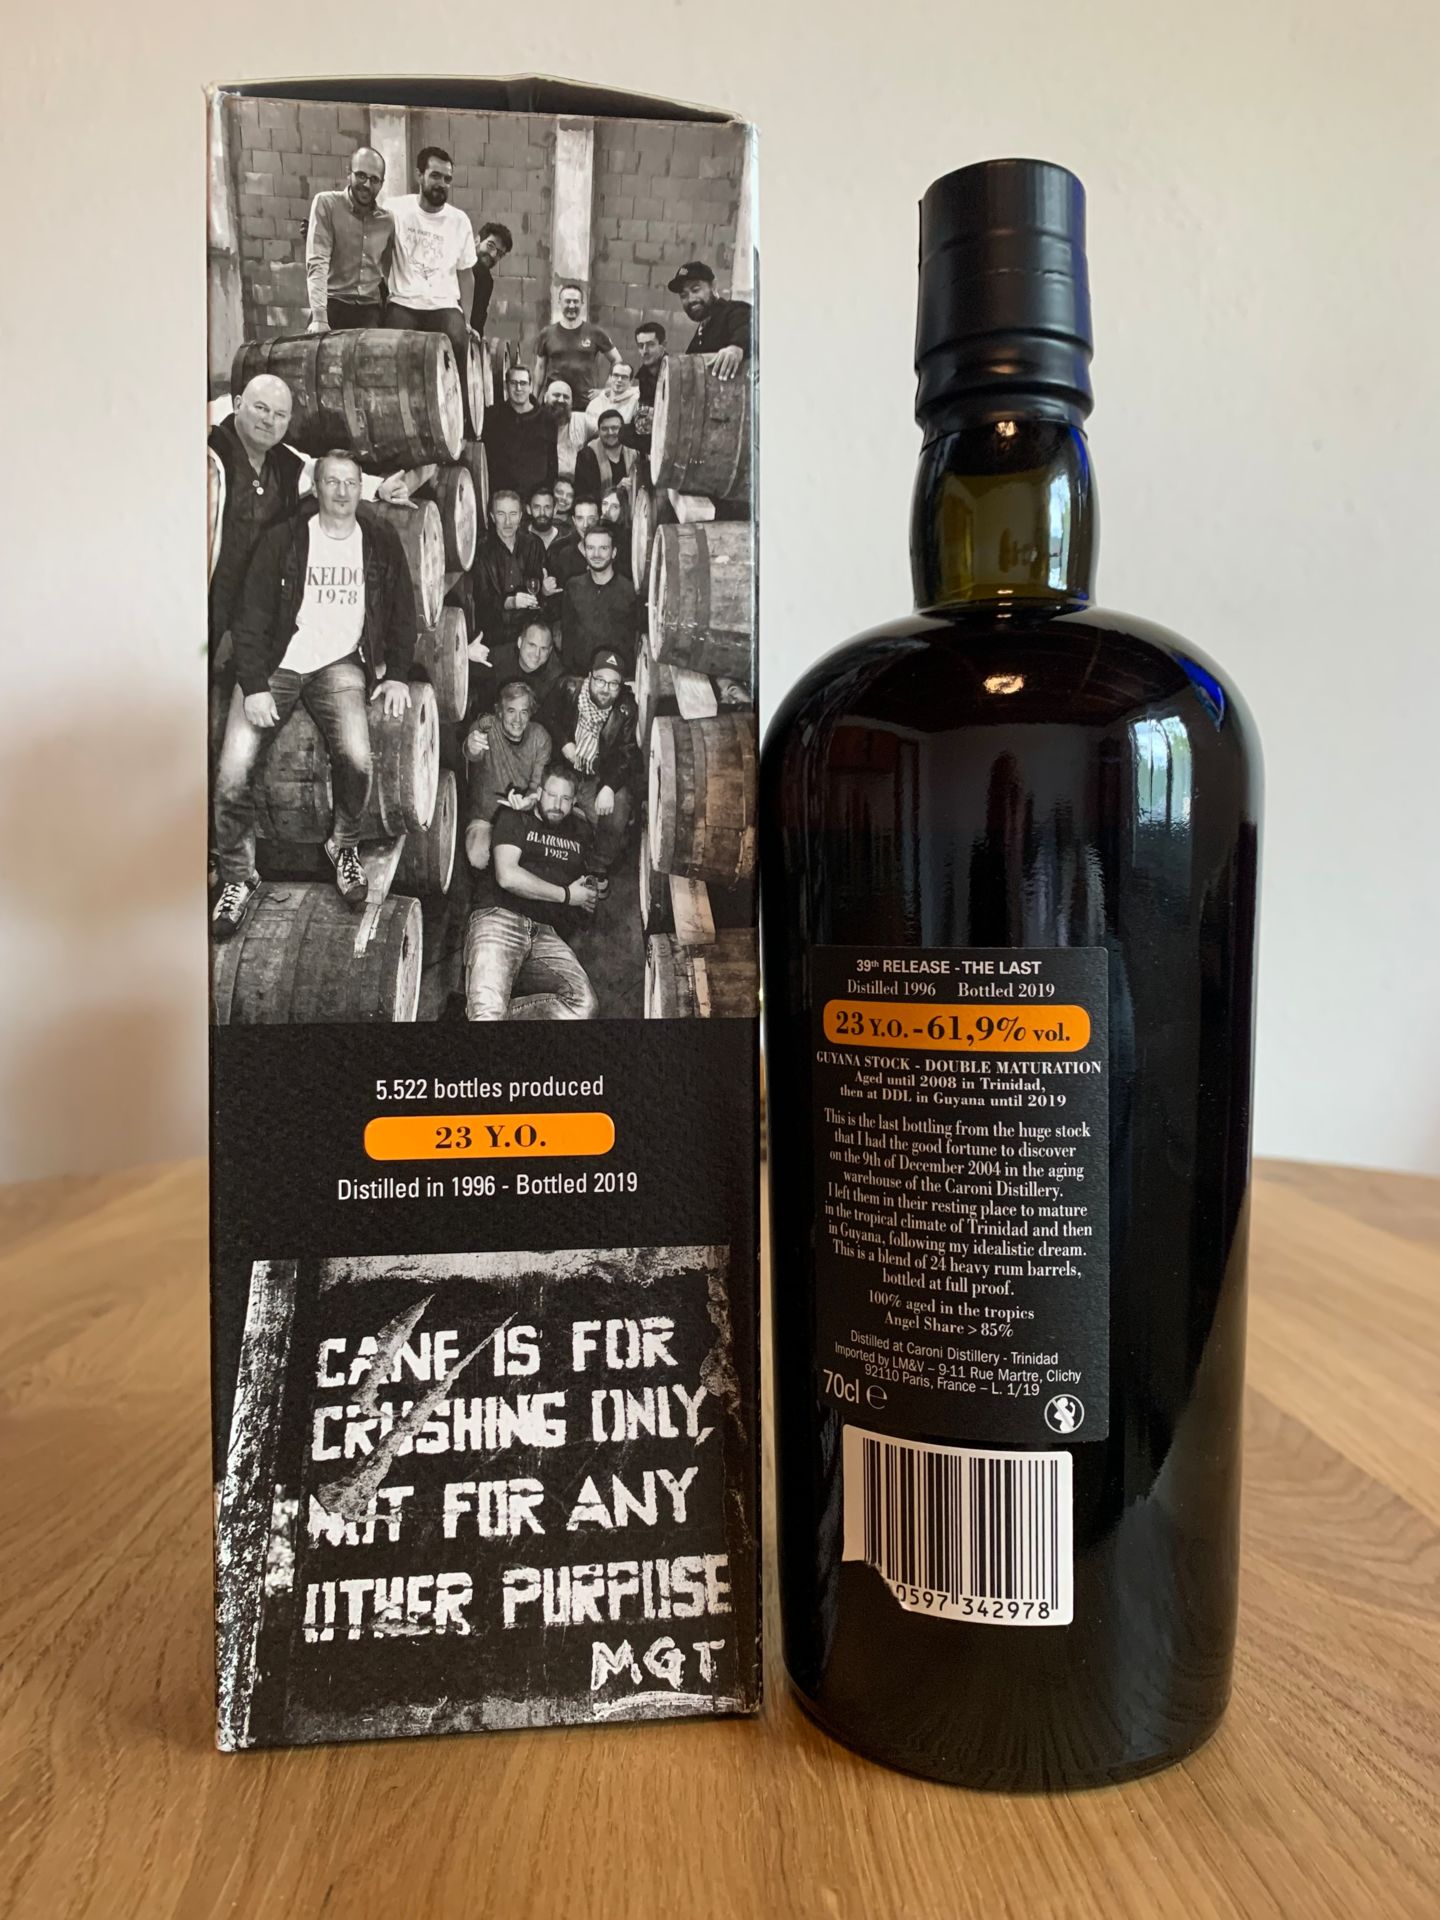 MA PART DES
ANGES
KELDO
1978
BLAIRMONT
1982
5.522 bottles produced
23 Y.O.
Distilled in 1996 - Bottled 2019
CANE IS FOR
CRUSHING ONLY,
NOT FOR ANY
OTHER PURPOSE
MGT
39th RELEASE - THE LAST
Distilled 1996 Bottled 2019
23 Y.O. - 61,9% vol.
GUYANA STOCK - DOUBLE MATURATION
Aged until 2008 in Trinidad,
then at DDL in Guyana until 2019
This is the last bottling from the huge stock
that I had the good fortune to discover
on the 9th of December 2004 in the aging
warehouse of the Caroni Distillery.
I left them in their resting place to mature
in the tropical climate of Trinidad and then
in Guyana, following my idealistic dream.
This is a blend of 24 heavy rum barrels,
bottled at full proof.
100% aged in the tropics
Angel Share > 85%
Distilled at Caroni Distillery - Trinidad
Imported by LM&V – 9-11 Rue Martre, Clichy
92110 Paris, France – L. 1/19
70cl ℮
0597 342978